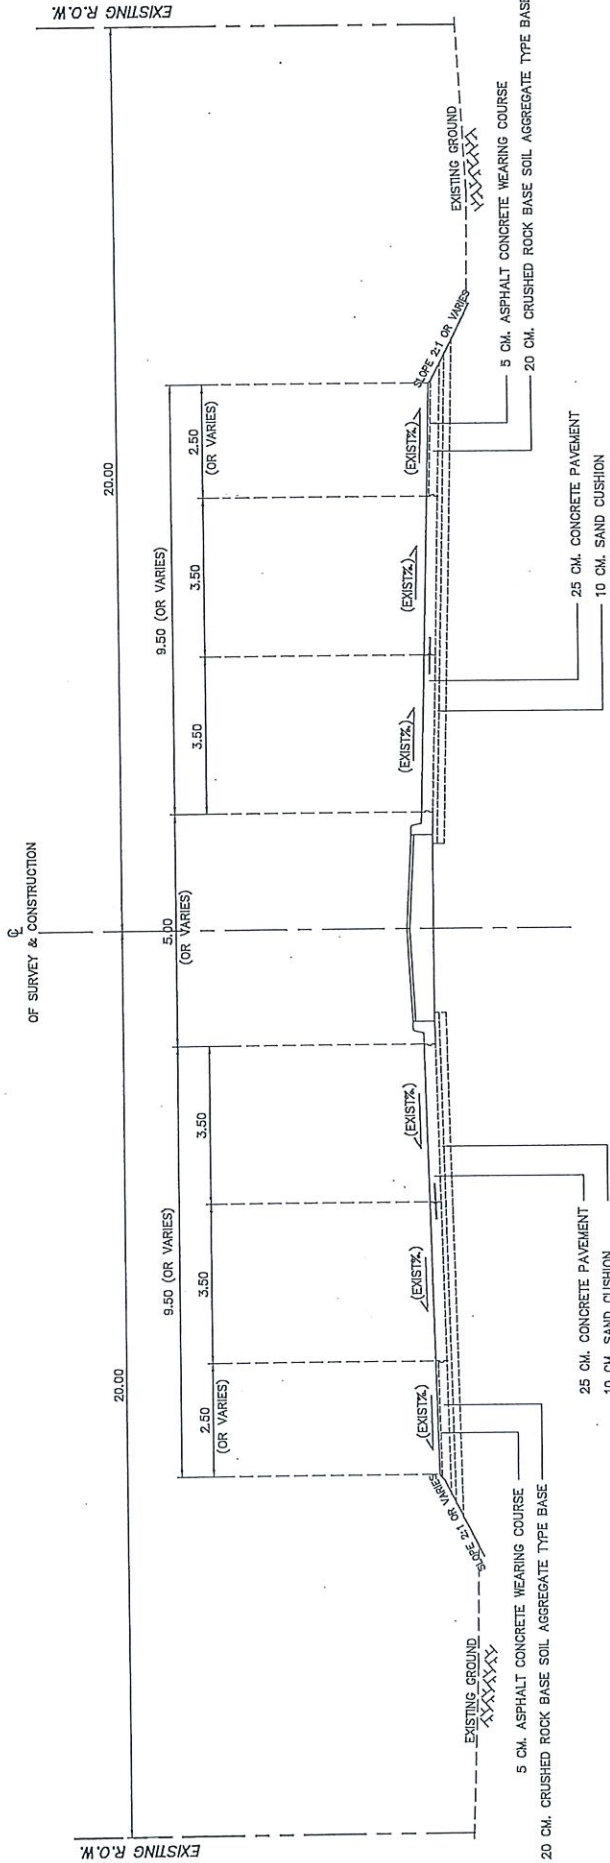 ℄
OF SURVEY & CONSTRUCTION
EXISTING R.O.W.
EXISTING R.O.W.
20.00
20.00
9.50 (OR VARIES)
5.00
(OR VARIES)
9.50 (OR VARIES)
2.50
(OR VARIES)
3.50
3.50
3.50
3.50
2.50
(OR VARIES)
(EXIST%)
(EXIST%)
(EXIST%)
(EXIST%)
(EXIST%)
(EXIST%)
SLOPE 2:1 OR VARIES
SLOPE 2:1 OR VARIES
EXISTING GROUND
EXISTING GROUND
5 CM. ASPHALT CONCRETE WEARING COURSE
20 CM. CRUSHED ROCK BASE SOIL AGGREGATE TYPE BASE
25 CM. CONCRETE PAVEMENT
10 CM. SAND CUSHION
25 CM. CONCRETE PAVEMENT
10 CM. SAND CUSHION
5 CM. ASPHALT CONCRETE WEARING COURSE
20 CM. CRUSHED ROCK BASE SOIL AGGREGATE TYPE BASE